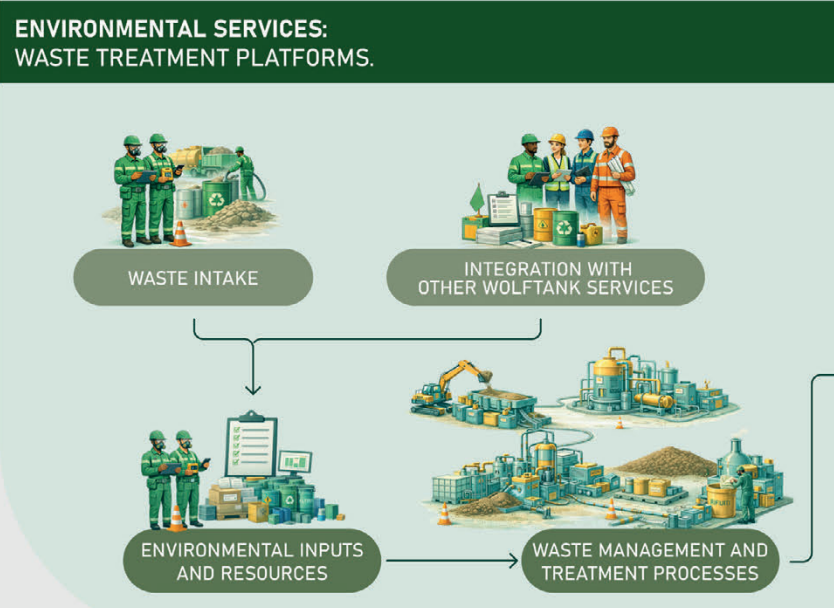 ENVIRONMENTAL SERVICES:
WASTE TREATMENT PLATFORMS.
WASTE INTAKE
INTEGRATION WITH
OTHER WOLFTANK SERVICES
ENVIRONMENTAL INPUTS
AND RESOURCES
WASTE MANAGEMENT AND
TREATMENT PROCESSES